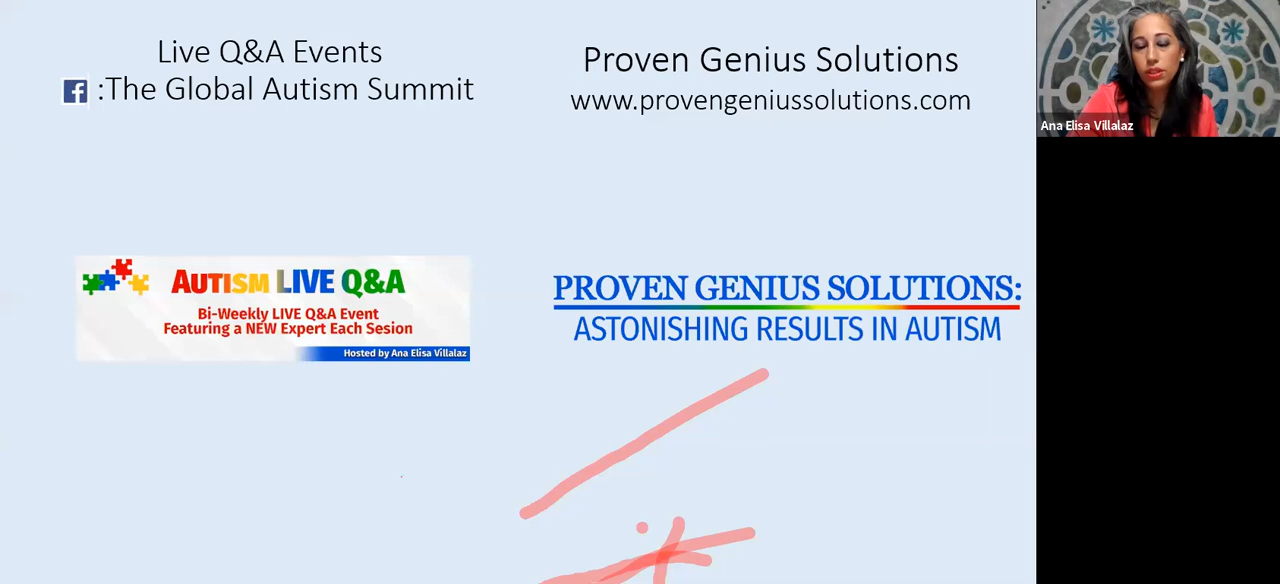 Live Q&A Events
:The Global Autism Summit
Proven Genius Solutions
www.provengeniussolutions.com
Ana Elisa Villalaz
AUTISM LIVE Q&A
Bi-Weekly LIVE Q&A Event
Featuring a NEW Expert Each Sesion
Hosted by Ana Elisa Villalaz
PROVEN GENIUS SOLUTIONS:
ASTONISHING RESULTS IN AUTISM